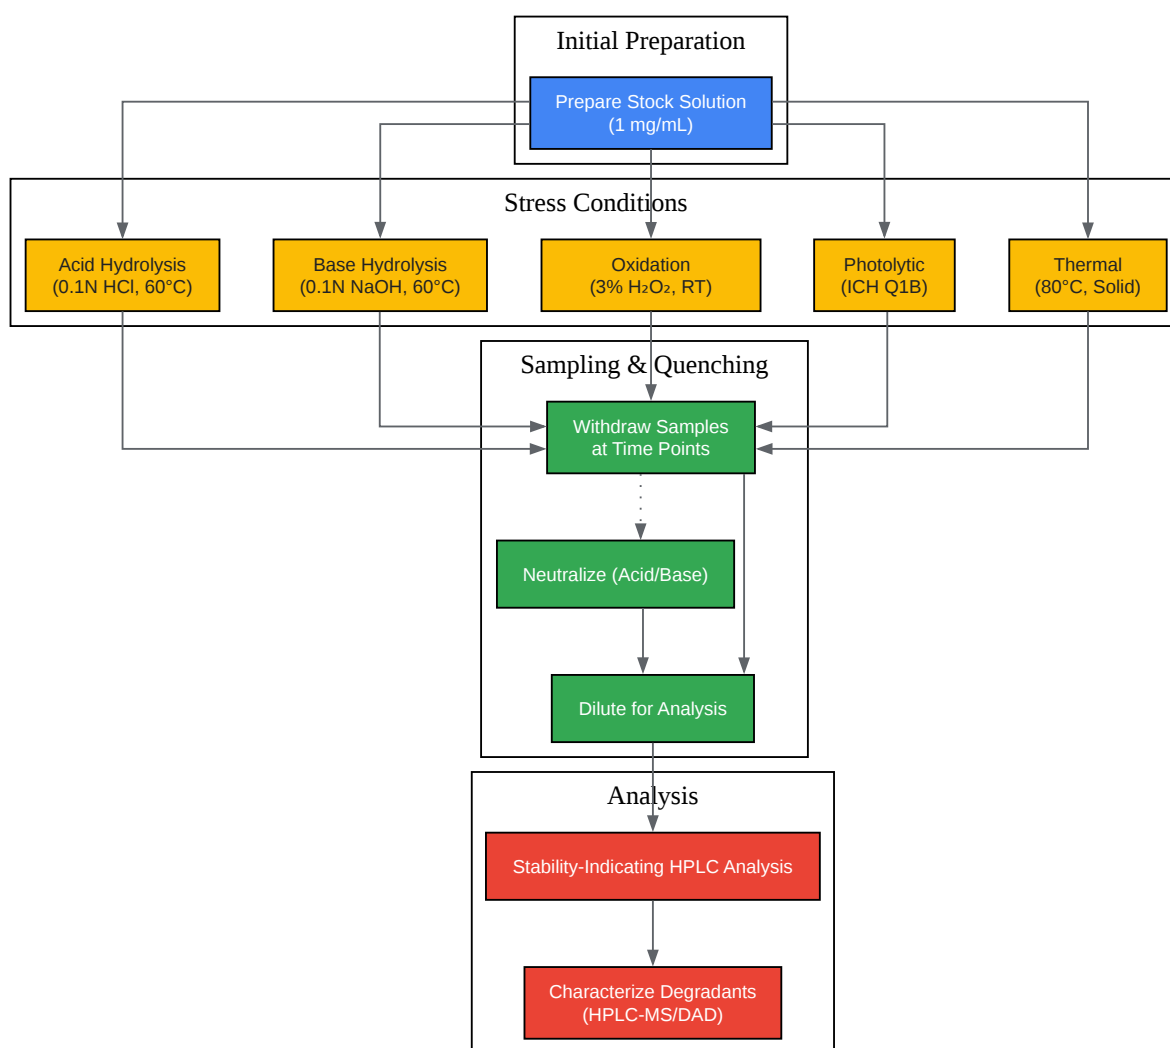 Initial Preparation
Prepare Stock Solution
(1 mg/mL)
Stress Conditions
Acid Hydrolysis
(0.1N HCl, 60°C)
Base Hydrolysis
(0.1N NaOH, 60°C)
Oxidation
(3% H₂O₂, RT)
Photolytic
(ICH Q1B)
Thermal
(80°C, Solid)
Sampling & Quenching
Withdraw Samples
at Time Points
Neutralize (Acid/Base)
Dilute for Analysis
Analysis
Stability-Indicating HPLC Analysis
Characterize Degradants
(HPLC-MS/DAD)